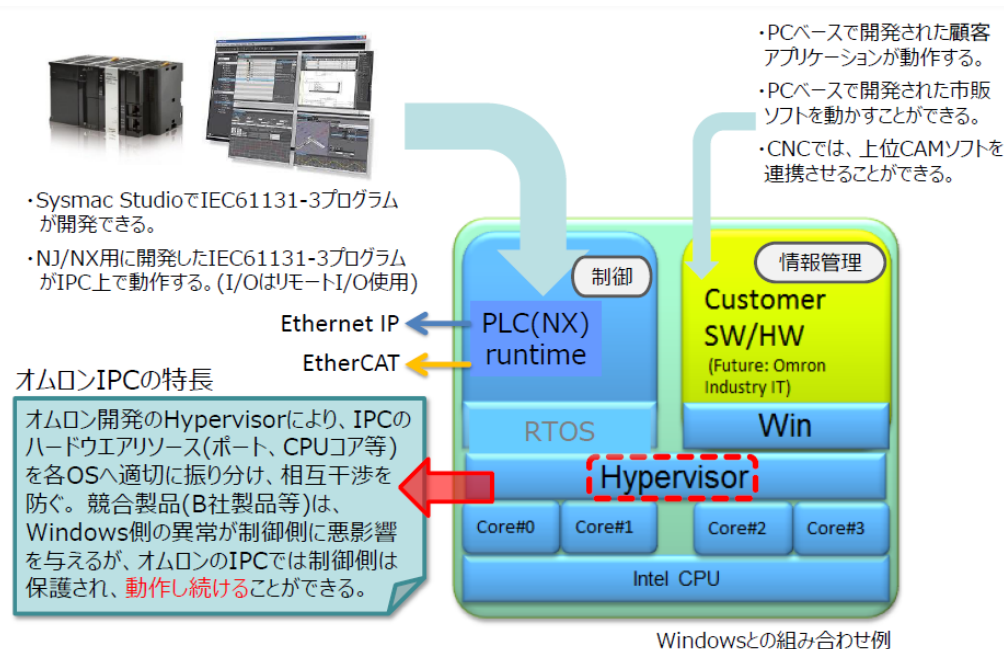 ・PCベースで開発された顧客
アプリケーションが動作する。
・PCベースで開発された市販
ソフトを動かすことができる。
・CNCでは、上位CAMソフトを
連携させることができる。
・Sysmac StudioでIEC61131-3プログラム
が開発できる。
・NJ/NX用に開発したIEC61131-3プログラム
がIPC上で動作する。(I/OはリモートI/O使用)
制御
情報管理
Ethernet IP
EtherCAT
PLC(NX)
runtime
Customer
SW/HW
(Future: Omron
Industry IT)
RTOS
Win
Hypervisor
Core#0
Core#1
Core#2
Core#3
Intel CPU
オムロンIPCの特長
オムロン開発のHypervisorにより、IPCの
ハードウエアリソース(ポート、CPUコア等)
を各OSへ適切に振り分け、相互干渉を
防ぐ。競合製品(B社製品等)は、
Windows側の異常が制御側に悪影響
を与えるが、オムロンのIPCでは制御側は
保護され、動作し続けることができる。
Windowsとの組み合わせ例